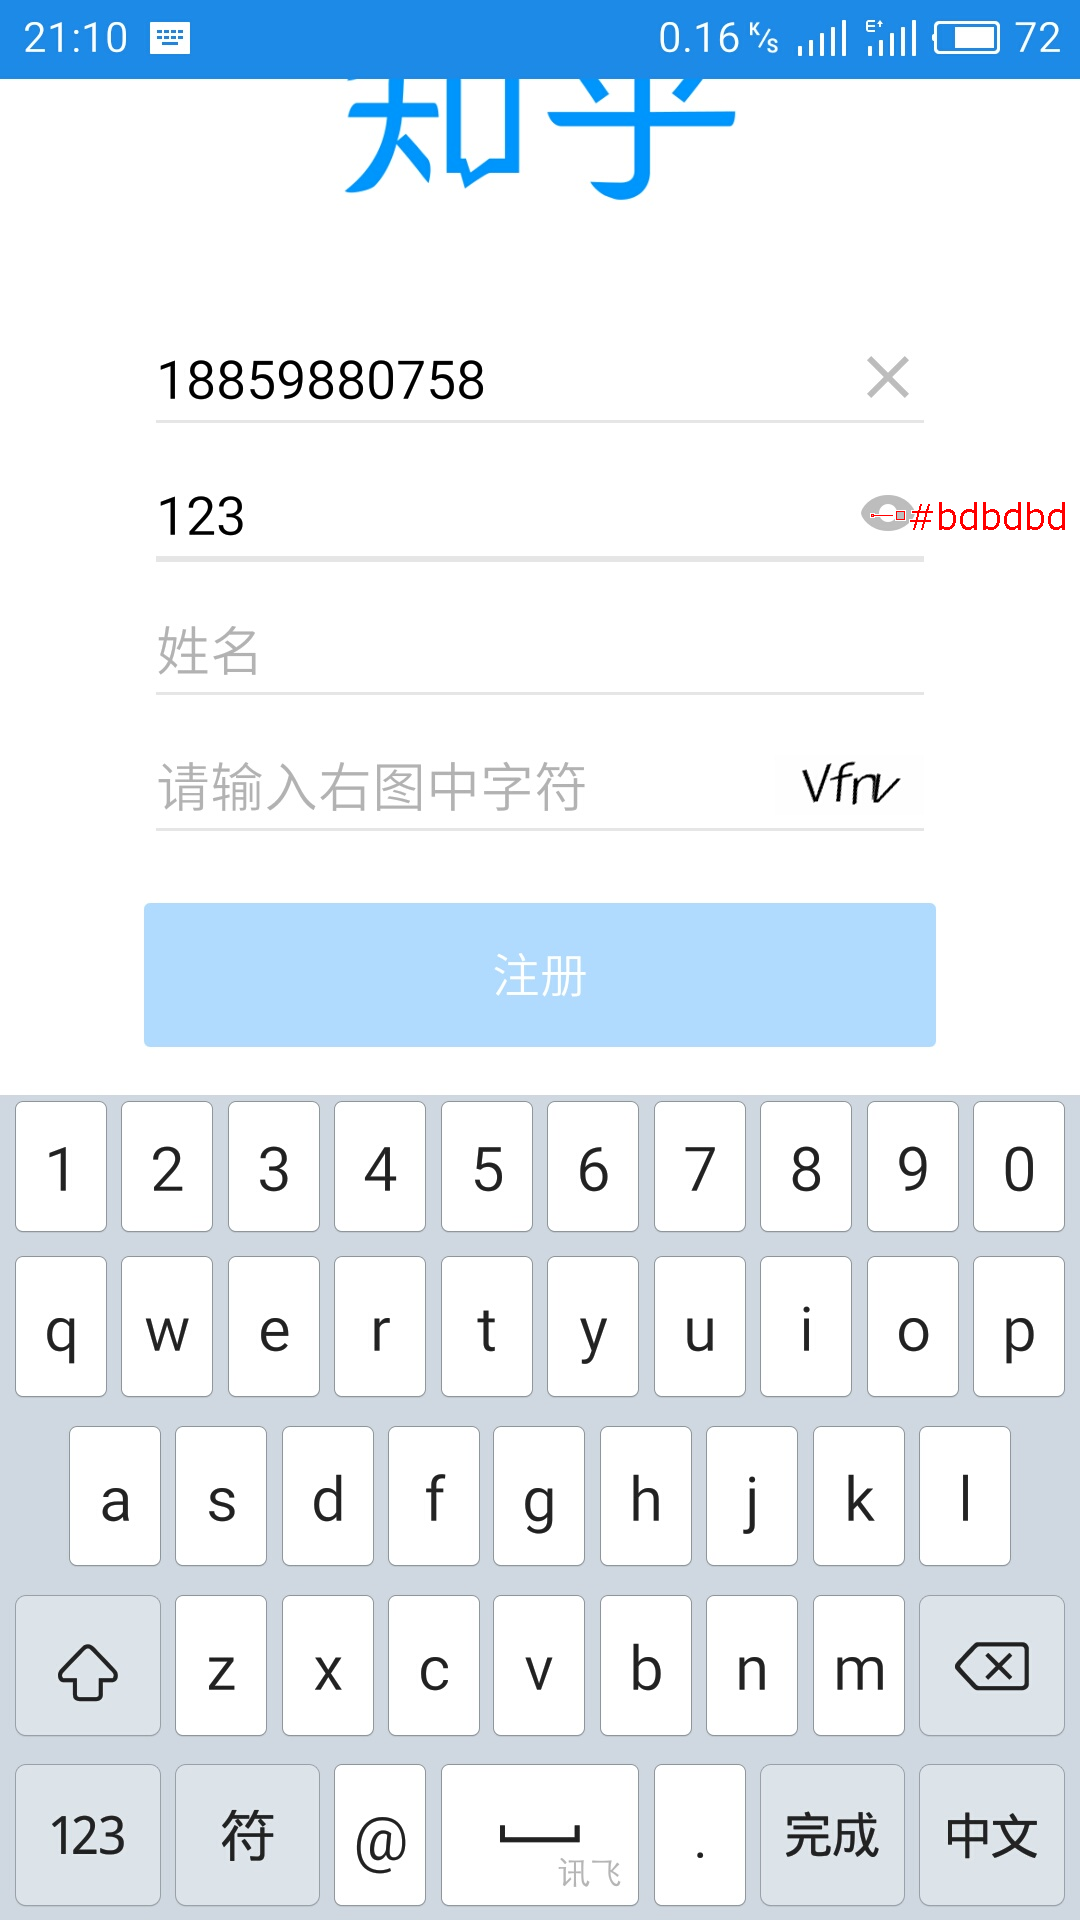 21:10 0.16 K/s E 72
知乎
18859880758
123 #bdbdbd
姓名
请输入右图中字符 Vfnv
注册
1 2 3 4 5 6 7 8 9 0
q w e r t y u i o p
a s d f g h j k l
z x c v b n m
123 符 @ 讯飞 . 完成 中文